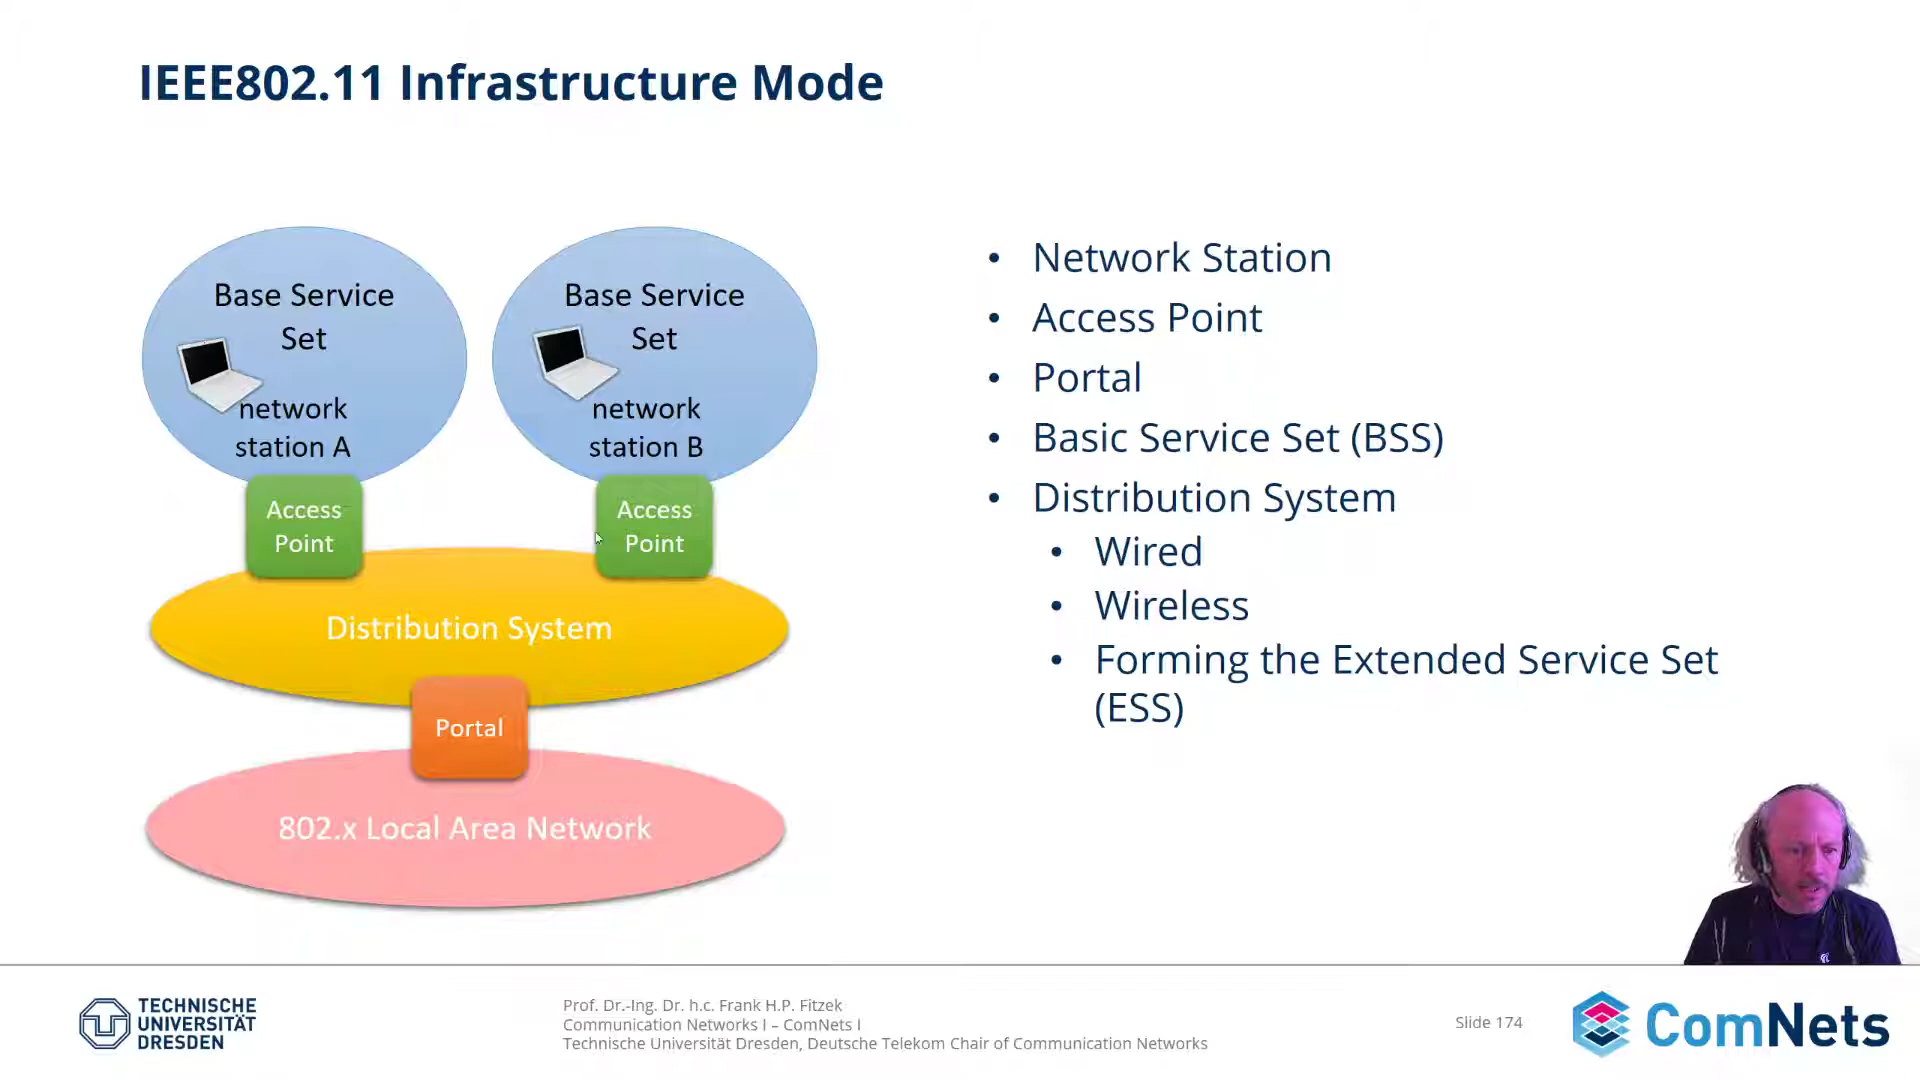 IEEE802.11 Infrastructure Mode
Base Service
Set
network
station A
Base Service
Set
network
station B
Access
Point
Access
Point
Distribution System
Portal
802.x Local Area Network
• Network Station
• Access Point
• Portal
• Basic Service Set (BSS)
• Distribution System
• Wired
• Wireless
• Forming the Extended Service Set
(ESS)
TECHNISCHE
UNIVERSITÄT
DRESDEN
Prof. Dr.-Ing. Dr. h.c. Frank H.P. Fitzek
Communication Networks I – ComNets I
Technische Universität Dresden, Deutsche Telekom Chair of Communication Networks
Slide 174
ComNets